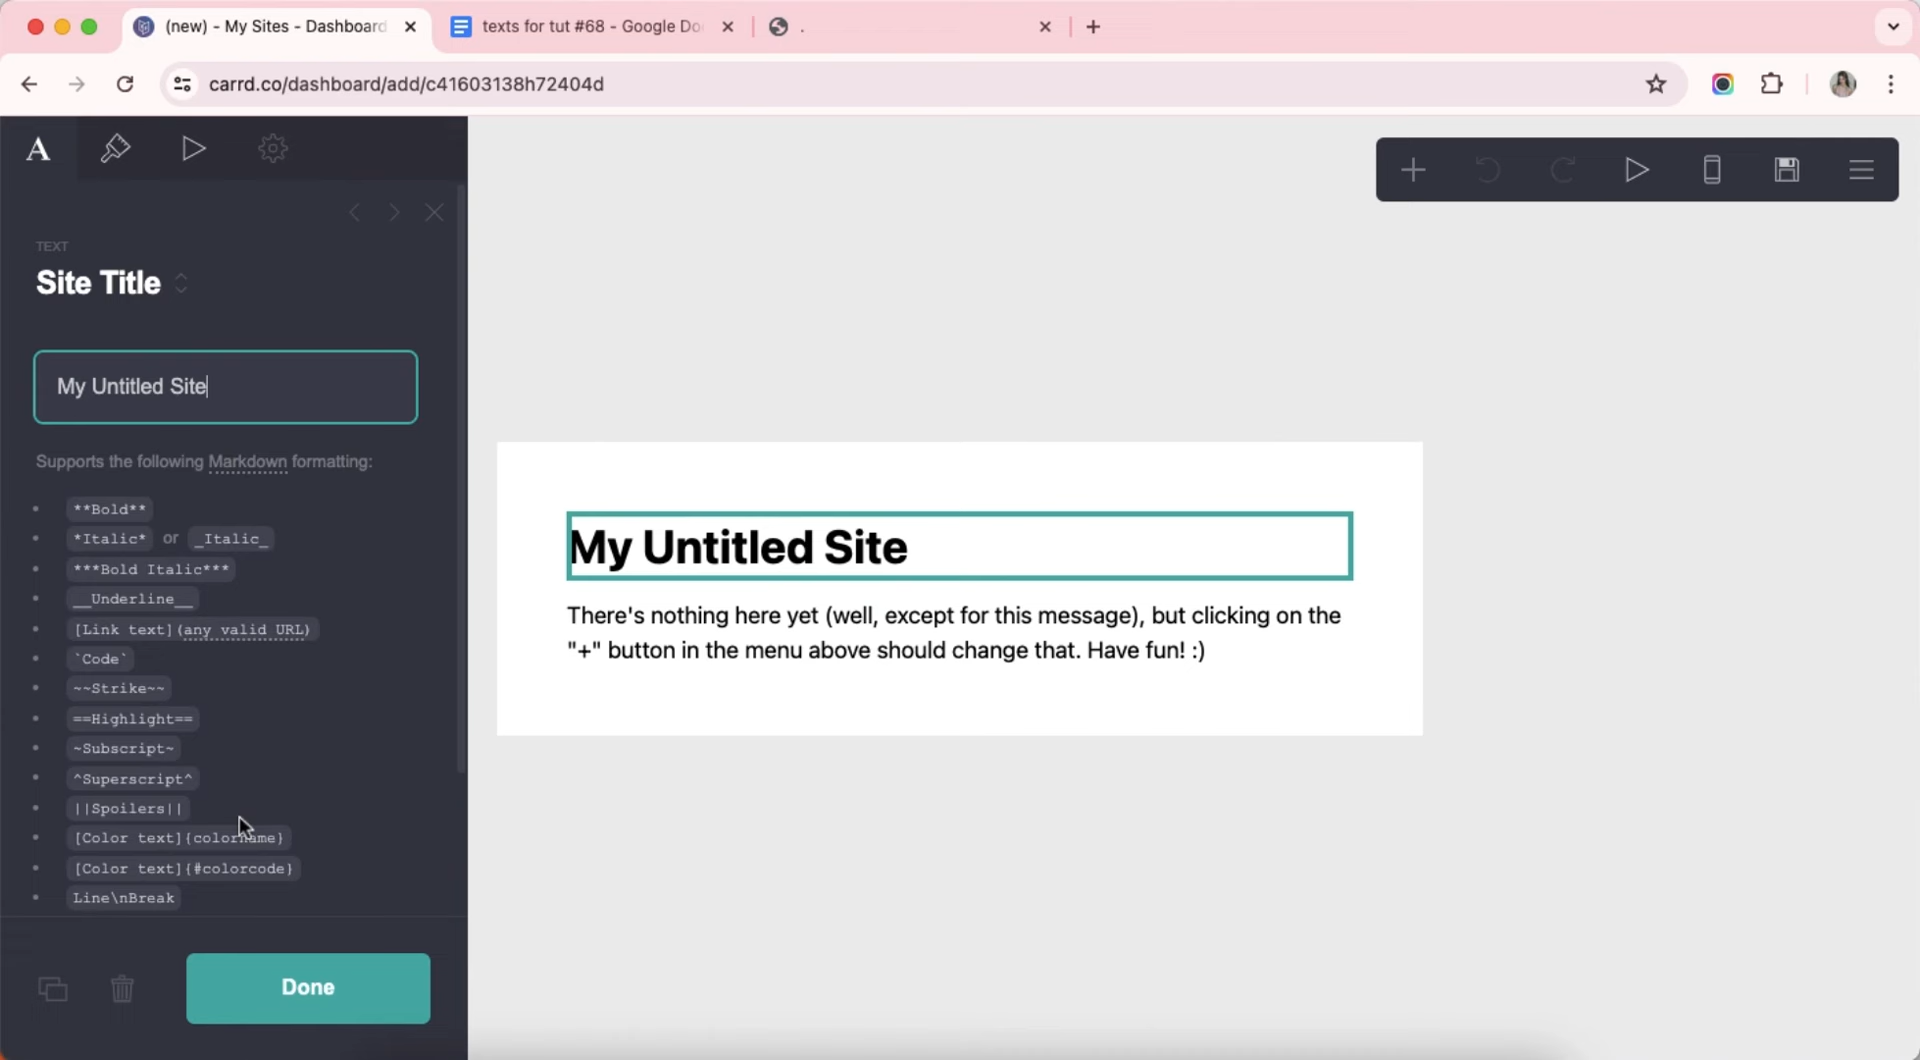 (new) - My Sites - Dashboard
texts for tut #68 - Google Do
.
carrd.co/dashboard/add/c41603138h72404d
A
TEXT
Site Title
My Untitled Site
Supports the following Markdown formatting:
**Bold**
*Italic* or _Italic_
***Bold Italic***
__Underline__
[Link text](any valid URL)
`Code`
~~Strike~~
==Highlight==
~Subscript~
^Superscript^
||Spoilers||
[Color text]{colorname}
[Color text]{#colorcode}
Line\nBreak
Done
My Untitled Site
There's nothing here yet (well, except for this message), but clicking on the
"+" button in the menu above should change that. Have fun! :)